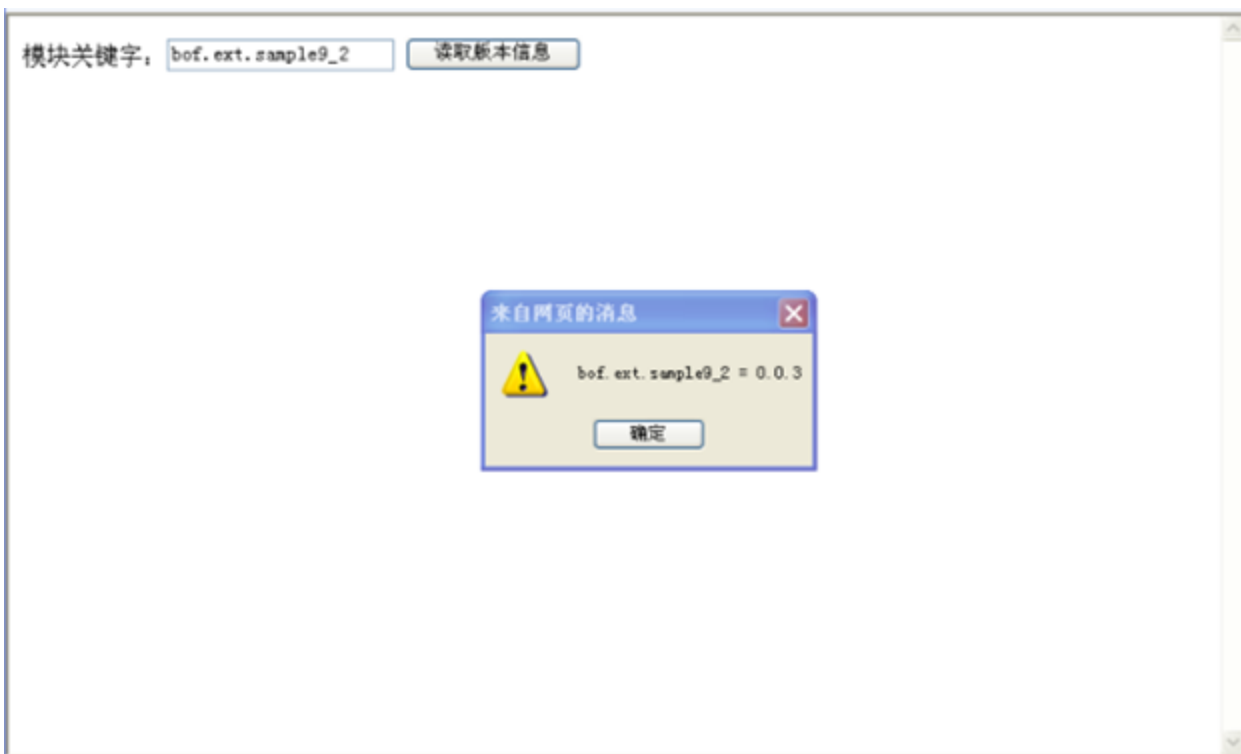 模块关键字： bof.ext.sample9_2 读取版本信息
来自网页的消息
bof.ext.sample9_2 = 0.0.3
确定